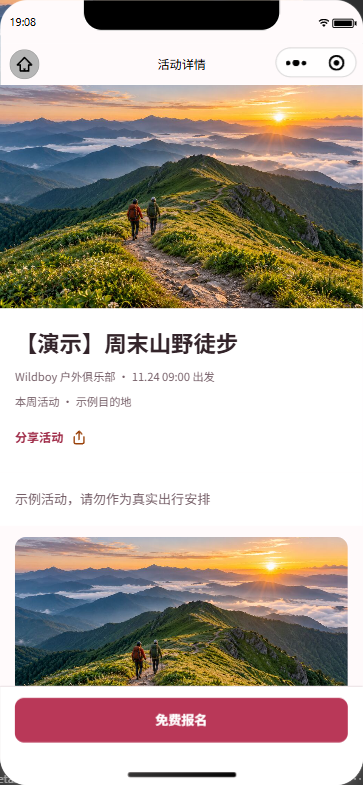 19:08
活动详情
【演示】周末山野徒步
Wildboy 户外俱乐部 · 11.24 09:00 出发
本周活动 · 示例目的地
分享活动
示例活动，请勿作为真实出行安排
免费报名